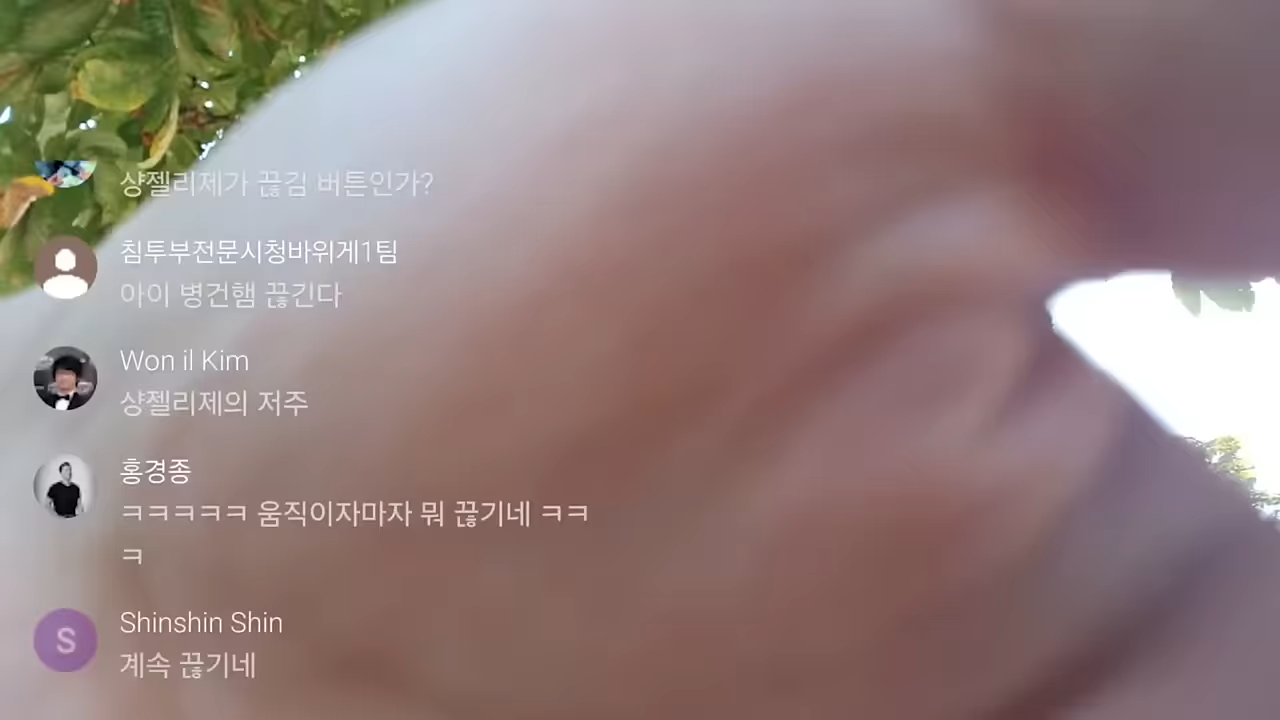 샹젤리제가 끊김 버튼인가?
침투부전문시청바위게1팀
아이 병건햄 끊긴다
Won il Kim
샹젤리제의 저주
홍경종
ㅋㅋㅋㅋㅋ 움직이자마자 뭐 끊기네 ㅋㅋ
ㅋ
S
Shinshin Shin
계속 끊기네